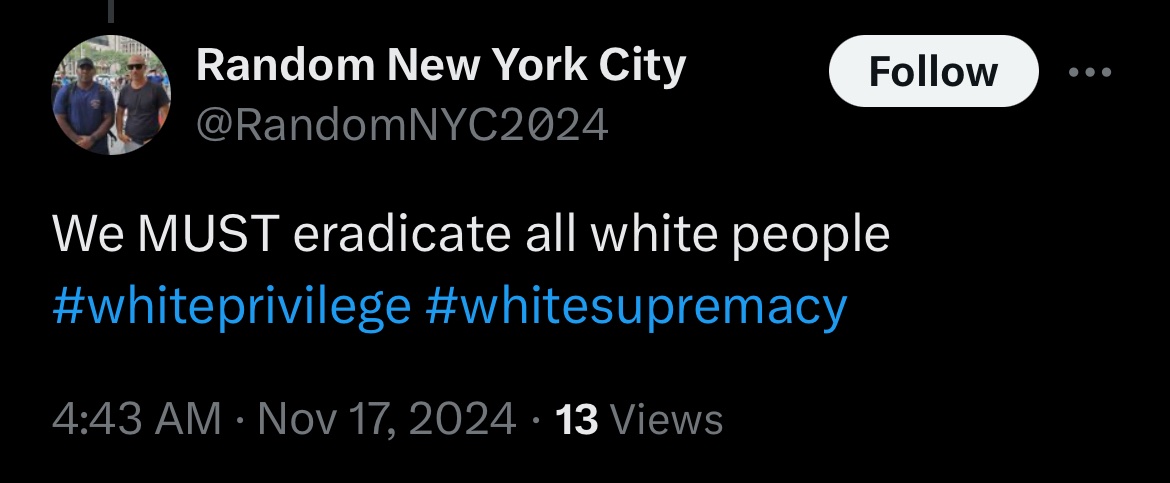 Random New York City
Follow
@RandomNYC2024
We MUST eradicate all white people
#whiteprivilege #whitesupremacy
4:43 AM · Nov 17, 2024 · 13 Views